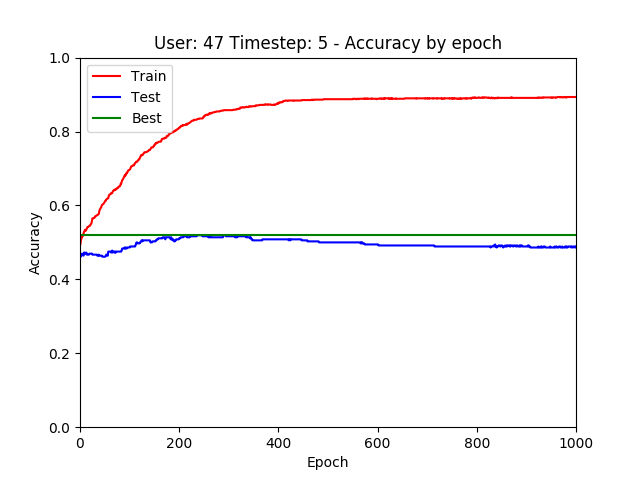 User: 47 Timestep: 5 - Accuracy by epoch
1.0
0.8
0.6
0.4
0.2
0.0
Accuracy
Train
Test
Best
0 200 400 600 800 1000
Epoch